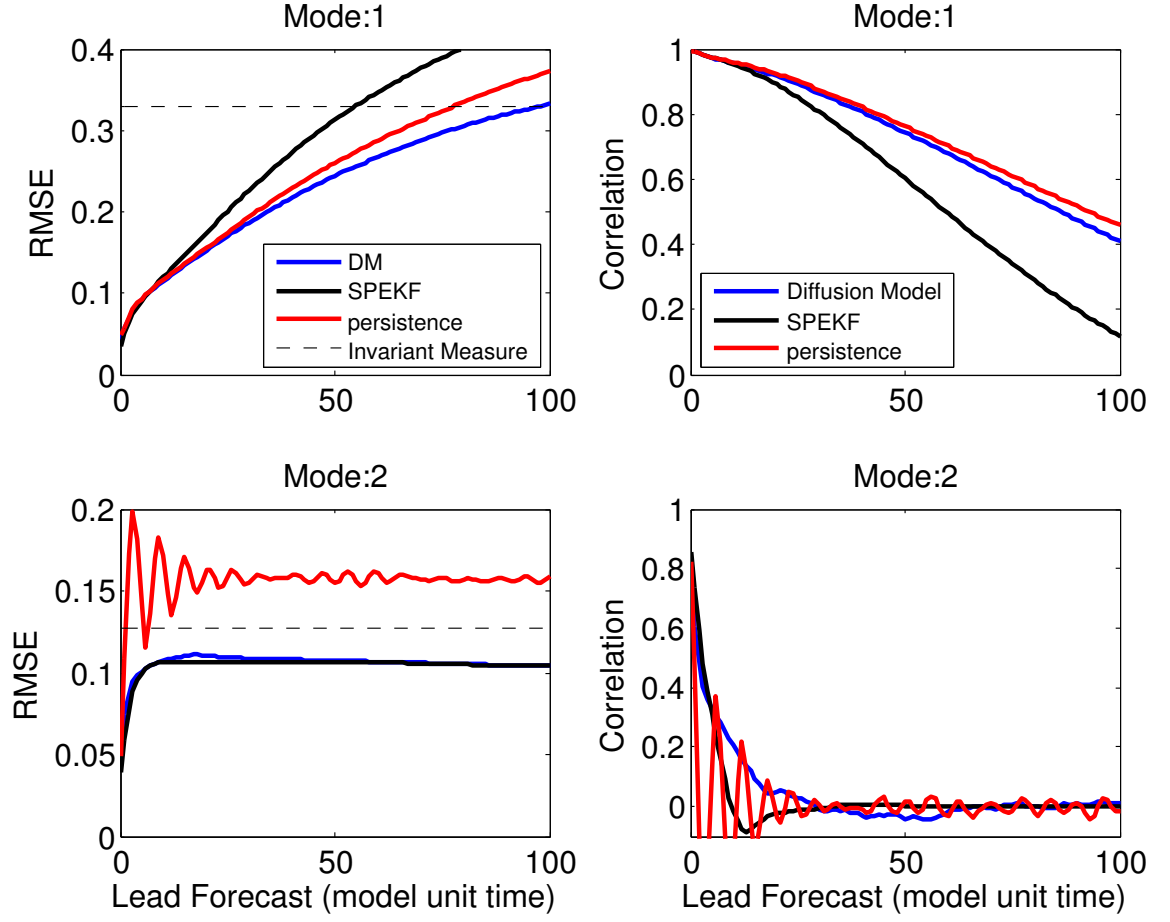 Mode:1
0.4
0.3
0.2
0.1
0
RMSE
DM
SPEKF
persistence
Invariant Measure
0
50
100
Mode:1
1
0.8
0.6
0.4
0.2
0
Correlation
Diffusion Model
SPEKF
persistence
0
50
100
Mode:2
0.2
0.15
0.1
0.05
0
RMSE
0
50
100
Lead Forecast (model unit time)
Mode:2
1
0.8
0.6
0.4
0.2
0
Correlation
0
50
100
Lead Forecast (model unit time)